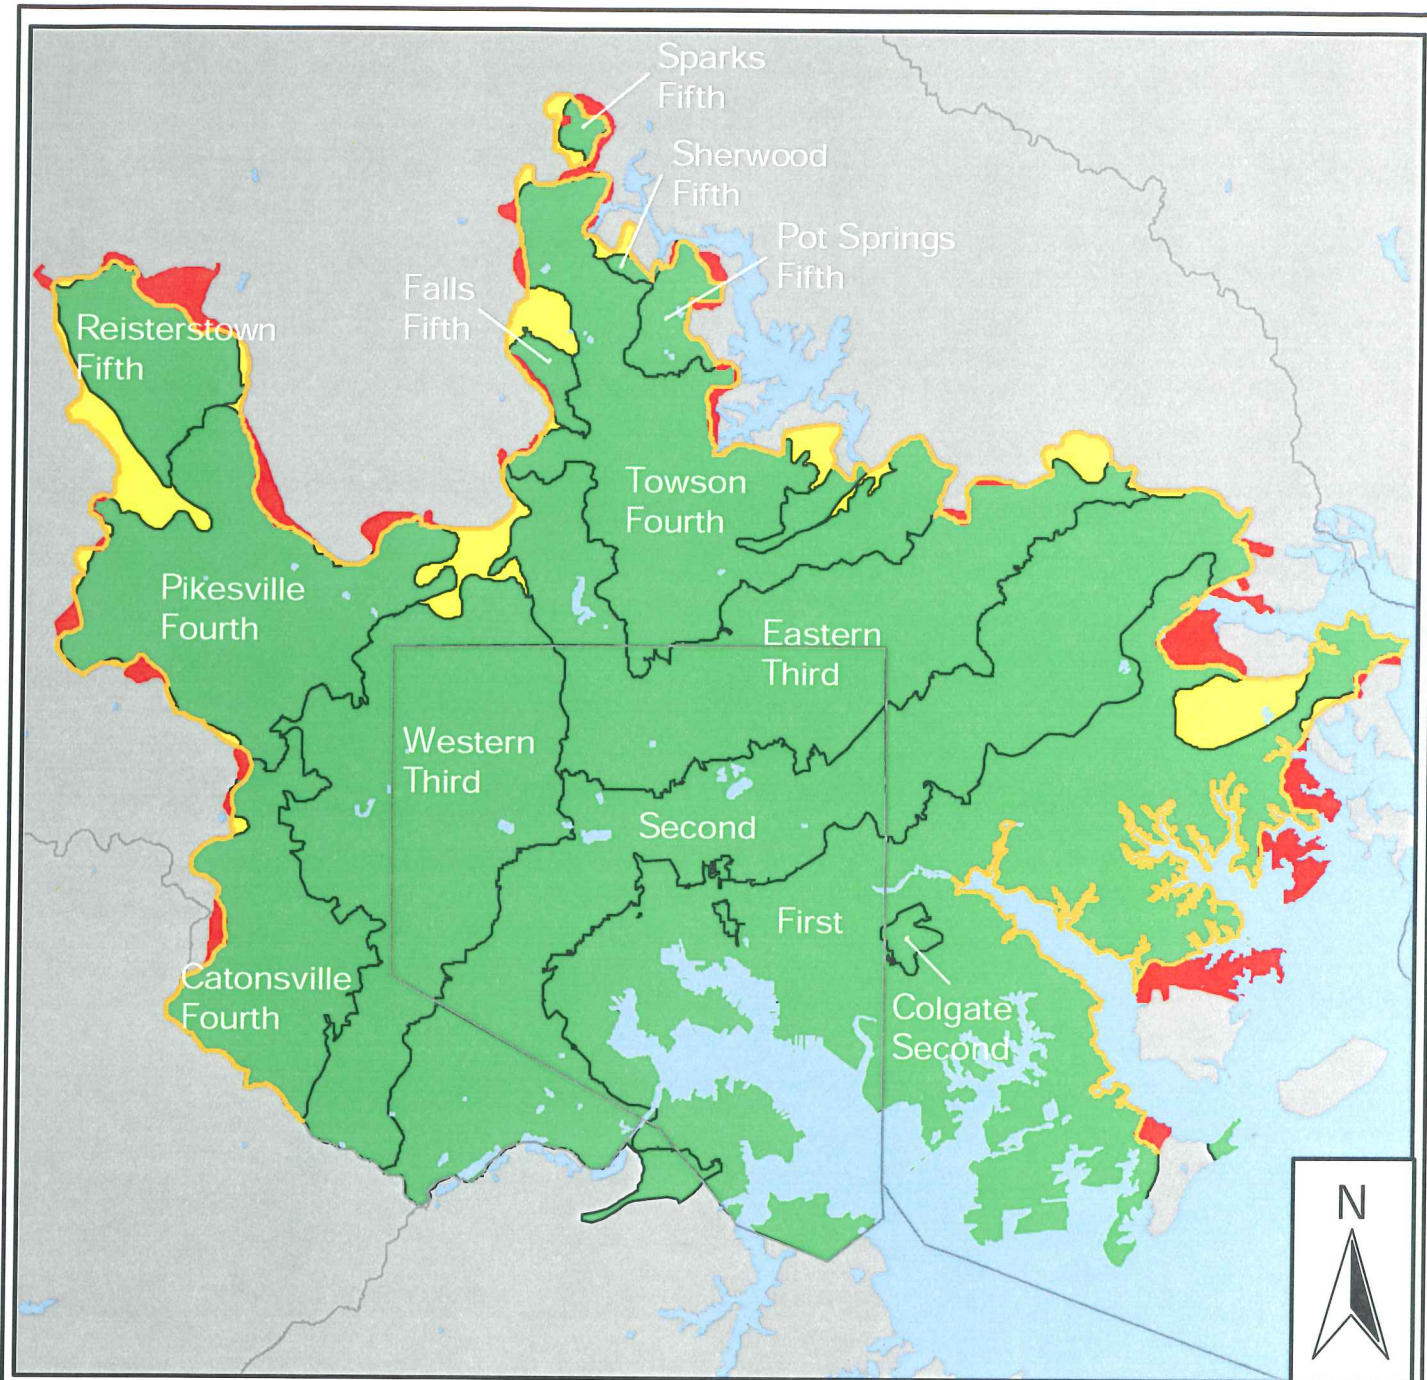 Sparks
Fifth
Sherwood
Fifth
Pot Springs
Fifth
Falls
Fifth
Reisterstown
Fifth
Towson
Fourth
Pikesville
Fourth
Eastern
Third
Western
Third
Second
First
Catonsville
Fourth
Colgate
Second
N